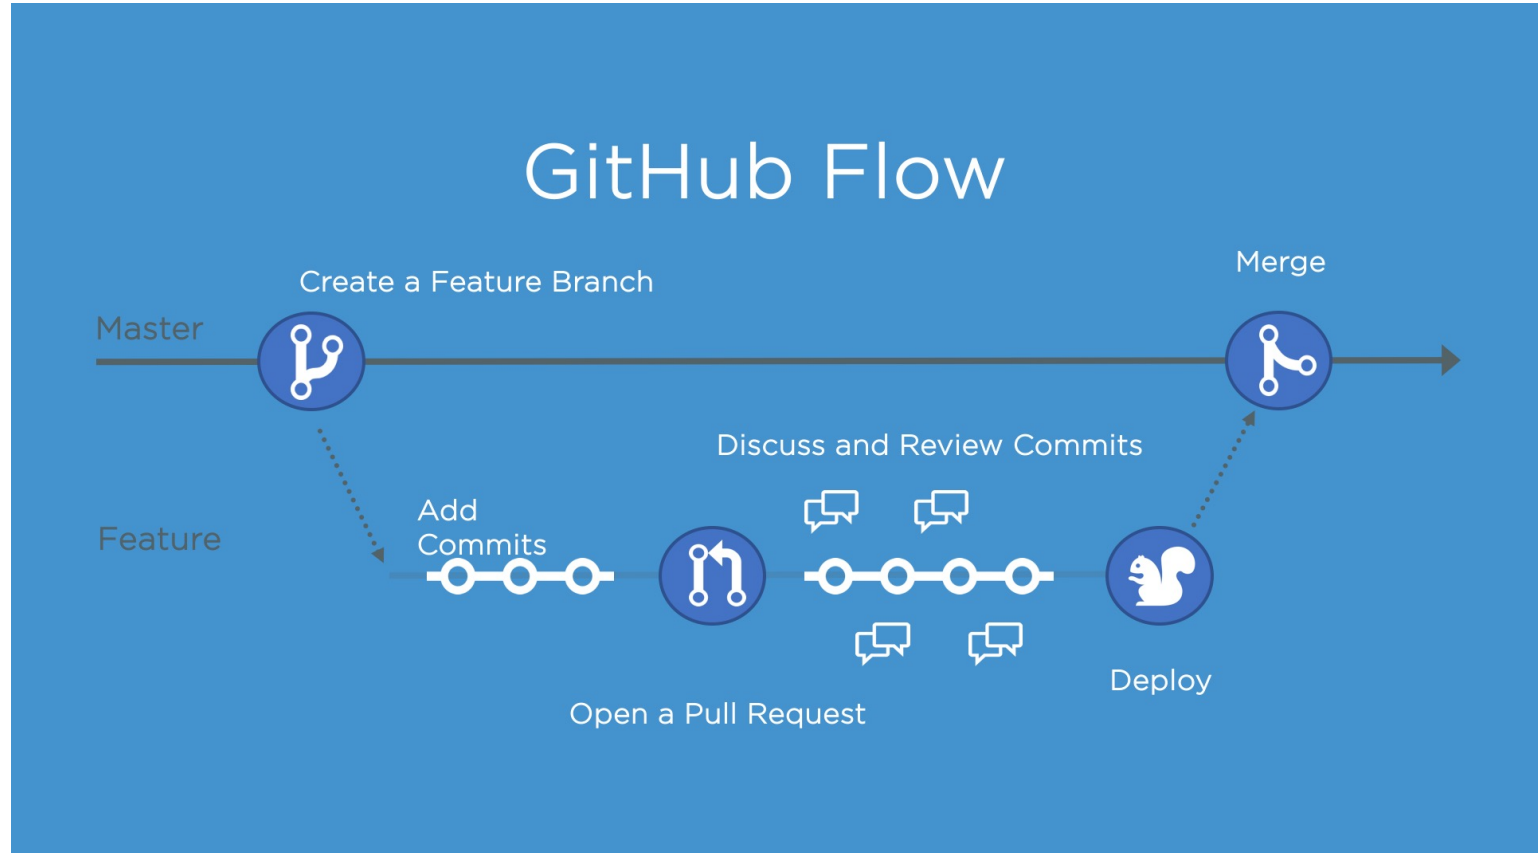 GitHub Flow
Create a Feature Branch
Merge
Master
Discuss and Review Commits
Add
Commits
Feature
Deploy
Open a Pull Request